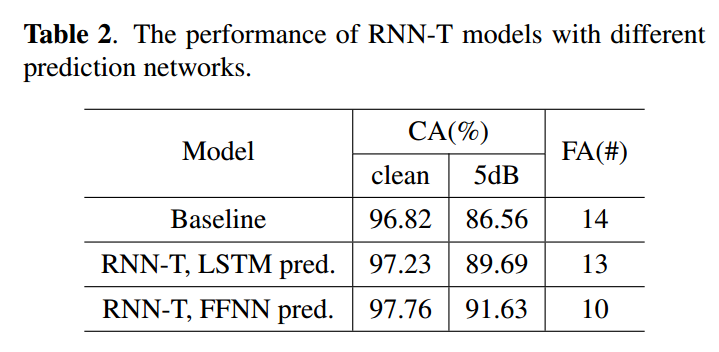 Table 2. The performance of RNN-T models with different
prediction networks.
Model CA(%) FA(#)
clean 5dB
Baseline 96.82 86.56 14
RNN-T, LSTM pred. 97.23 89.69 13
RNN-T, FFNN pred. 97.76 91.63 10